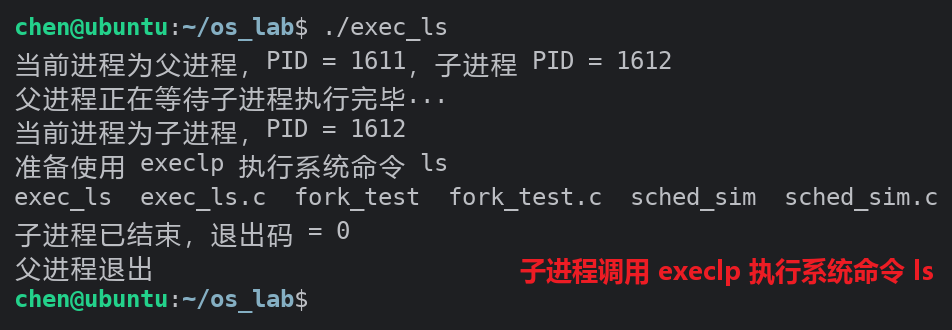 chen@ubuntu:~/os_lab$ ./exec_ls
当前进程为父进程，PID = 1611，子进程 PID = 1612
父进程正在等待子进程执行完毕...
当前进程为子进程，PID = 1612
准备使用 execlp 执行系统命令 ls
exec_ls  exec_ls.c  fork_test  fork_test.c  sched_sim  sched_sim.c
子进程已结束，退出码 = 0
父进程退出
子进程调用 execlp 执行系统命令 ls
chen@ubuntu:~/os_lab$